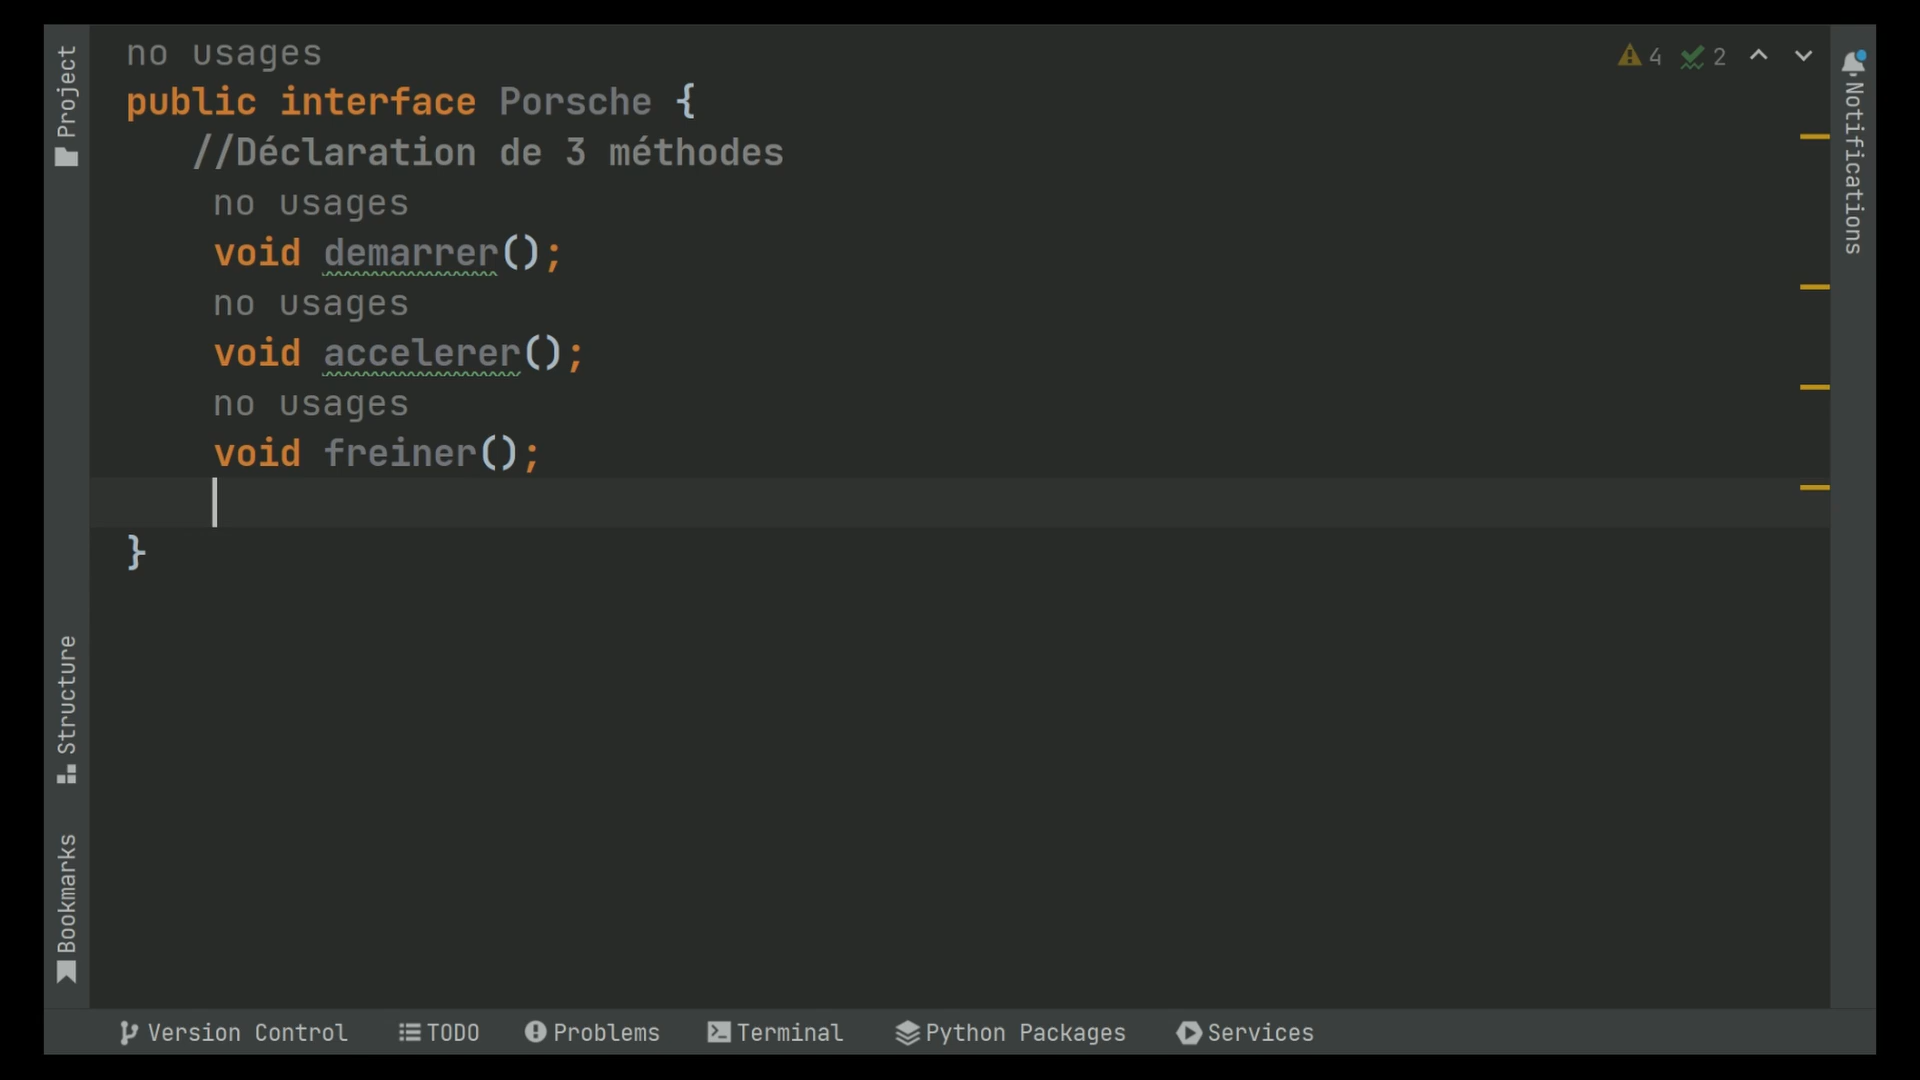 no usages
public interface Porsche {
//Déclaration de 3 méthodes
no usages
void demarrer();
no usages
void accelerer();
no usages
void freiner();
}
4 2
Project
Structure
Bookmarks
Notifications
Version Control TODO Problems Terminal Python Packages Services